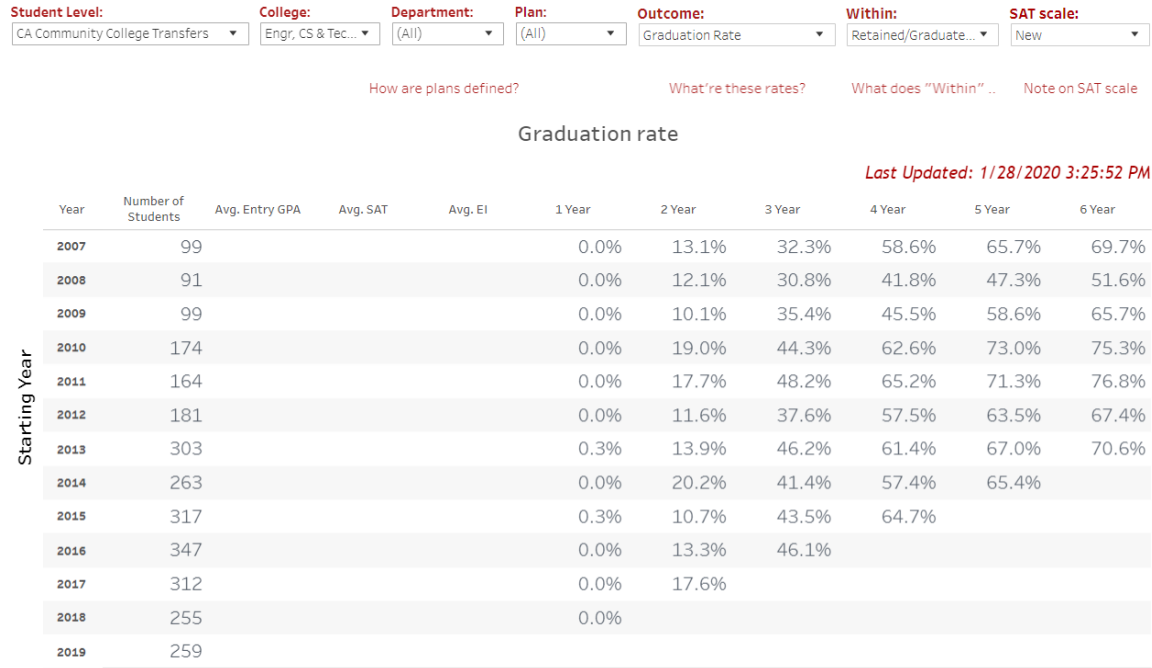 Student Level: College: Department: Plan: Outcome: Within: SAT scale:
CA Community College Transfers Engr, CS & Tec... (All) (All) Graduation Rate Retained/Graduate... New
How are plans defined? What're these rates? What does "Within" .. Note on SAT scale
Graduation rate
Last Updated: 1/28/2020 3:25:52 PM
Year Number of Students Avg. Entry GPA Avg. SAT Avg. EI 1 Year 2 Year 3 Year 4 Year 5 Year 6 Year
Starting Year
2007 99 0.0% 13.1% 32.3% 58.6% 65.7% 69.7%
2008 91 0.0% 12.1% 30.8% 41.8% 47.3% 51.6%
2009 99 0.0% 10.1% 35.4% 45.5% 58.6% 65.7%
2010 174 0.0% 19.0% 44.3% 62.6% 73.0% 75.3%
2011 164 0.0% 17.7% 48.2% 65.2% 71.3% 76.8%
2012 181 0.0% 11.6% 37.6% 57.5% 63.5% 67.4%
2013 303 0.3% 13.9% 46.2% 61.4% 67.0% 70.6%
2014 263 0.0% 20.2% 41.4% 57.4% 65.4%
2015 317 0.3% 10.7% 43.5% 64.7%
2016 347 0.0% 13.3% 46.1%
2017 312 0.0% 17.6%
2018 255 0.0%
2019 259